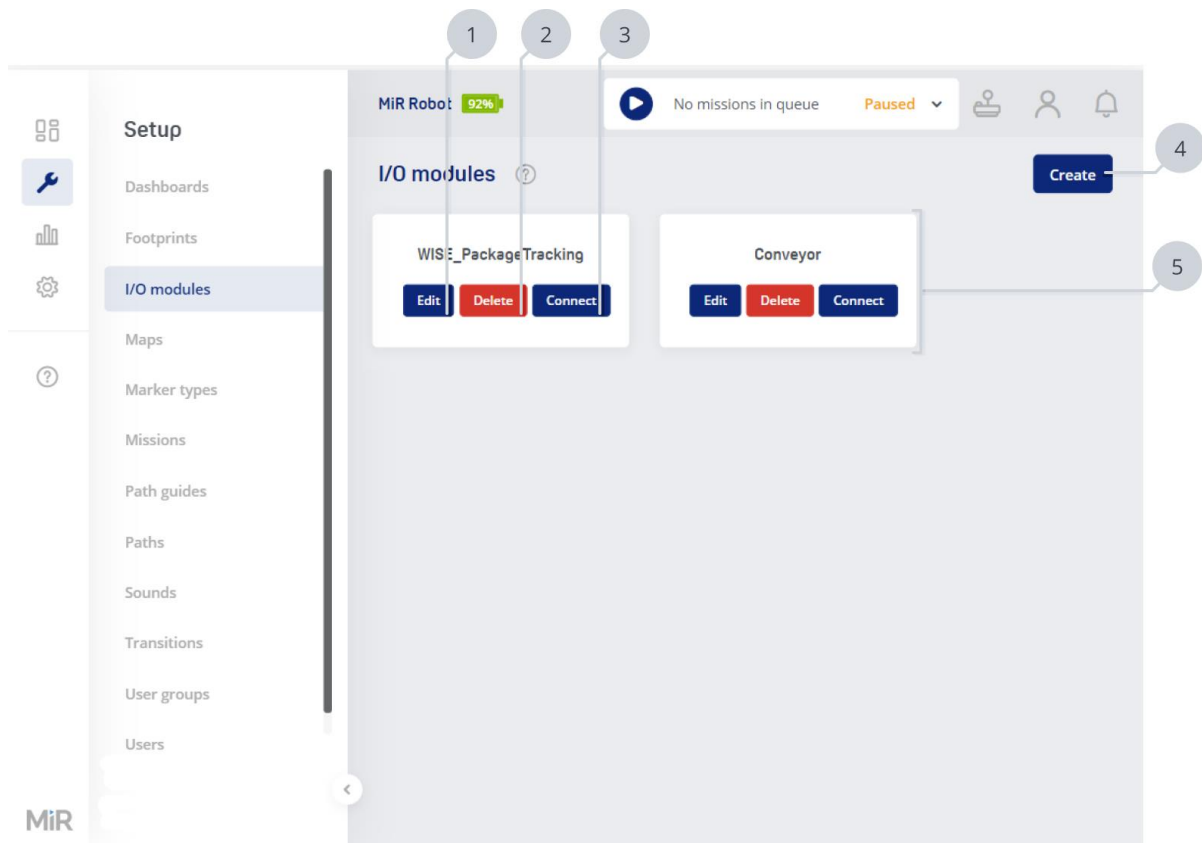 1 2 3
MiR Robot 92% No missions in queue Paused
Setup
4
I/O modules Create
Dashboards
Footprints
WISE_PackageTracking Conveyor
5
I/O modules
Edit Delete Connect Edit Delete Connect
Maps
Marker types
Missions
Path guides
Paths
Sounds
Transitions
User groups
Users
MiR